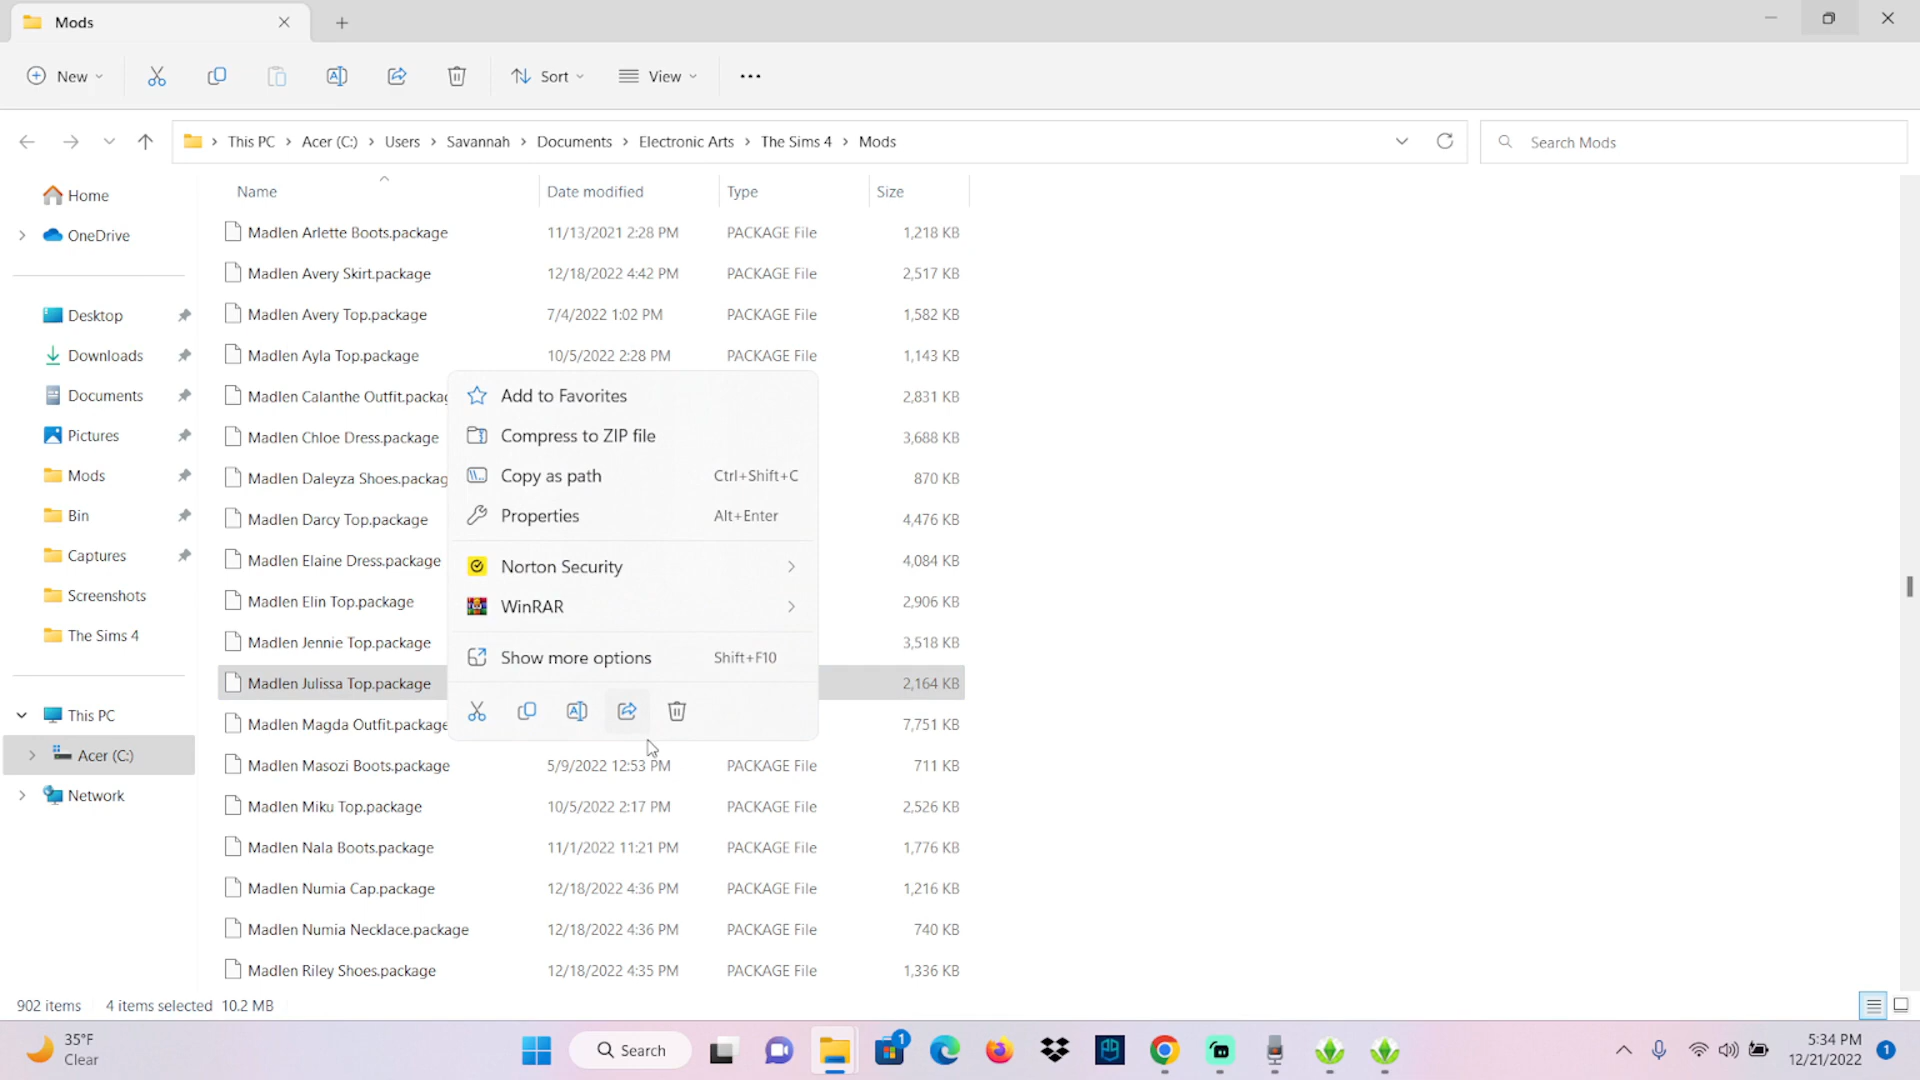 Mods
New
Sort
View
This PC > Acer (C:) > Users > Savannah > Documents > Electronic Arts > The Sims 4 > Mods
Search Mods
Home
OneDrive
Desktop
Downloads
Documents
Pictures
Mods
Bin
Captures
Screenshots
The Sims 4
This PC
Acer (C:)
Network
Name Date modified Type Size
Madlen Arlette Boots.package 11/13/2021 2:28 PM PACKAGE File 1,218 KB
Madlen Avery Skirt.package 12/18/2022 4:42 PM PACKAGE File 2,517 KB
Madlen Avery Top.package 7/4/2022 1:02 PM PACKAGE File 1,582 KB
Madlen Ayla Top.package 10/5/2022 2:28 PM PACKAGE File 1,143 KB
Madlen Calanthe Outfit.packag 2,831 KB
Madlen Chloe Dress.package 3,688 KB
Madlen Daleyza Shoes.packag 870 KB
Madlen Darcy Top.package 4,476 KB
Madlen Elaine Dress.package 4,084 KB
Madlen Elin Top.package 2,906 KB
Madlen Jennie Top.package 3,518 KB
Madlen Julissa Top.package 2,164 KB
Madlen Magda Outfit.package 7,751 KB
Madlen Masozi Boots.package 5/9/2022 12:53 PM PACKAGE File 711 KB
Madlen Miku Top.package 10/5/2022 2:17 PM PACKAGE File 2,526 KB
Madlen Nala Boots.package 11/1/2022 11:21 PM PACKAGE File 1,776 KB
Madlen Numia Cap.package 12/18/2022 4:36 PM PACKAGE File 1,216 KB
Madlen Numia Necklace.package 12/18/2022 4:36 PM PACKAGE File 740 KB
Madlen Riley Shoes.package 12/18/2022 4:35 PM PACKAGE File 1,336 KB
Add to Favorites
Compress to ZIP file
Copy as path Ctrl+Shift+C
Properties Alt+Enter
Norton Security
WinRAR
Show more options Shift+F10
902 items 4 items selected 10.2 MB
35°F
Clear
Search
1
5:34 PM
12/21/2022
1